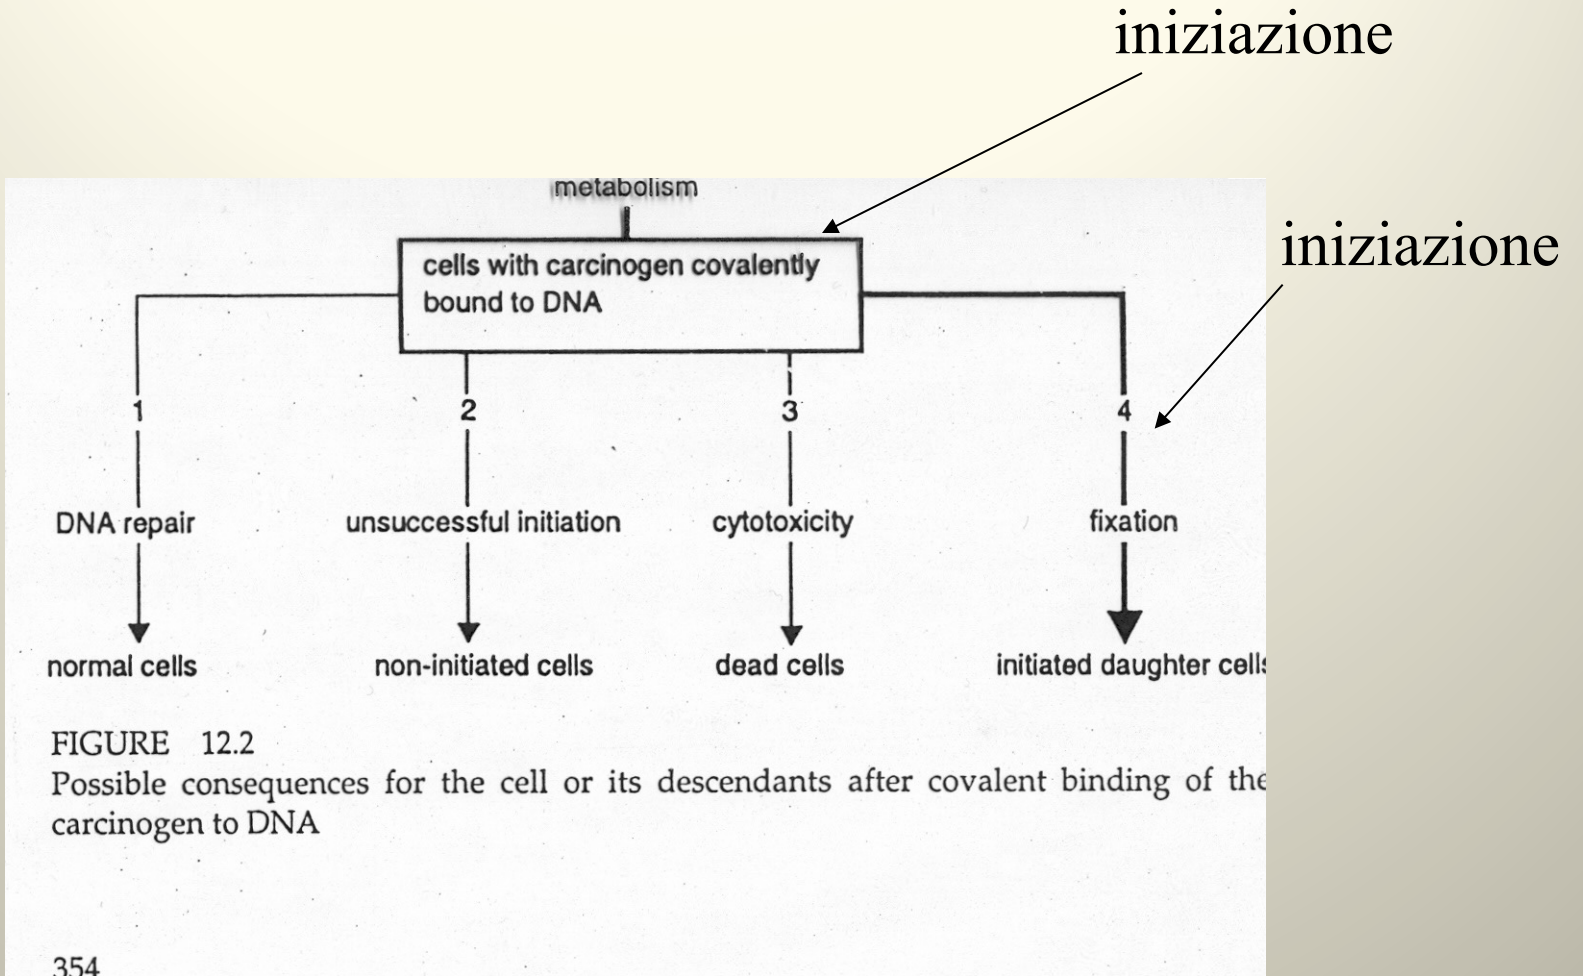 iniziazione
metabolism
iniziazione
cells with carcinogen covalently
bound to DNA
1 2 3 4
DNA repair unsuccessful initiation cytotoxicity fixation
normal cells non-initiated cells dead cells initiated daughter cells
FIGURE 12.2
Possible consequences for the cell or its descendants after covalent binding of the
carcinogen to DNA
354